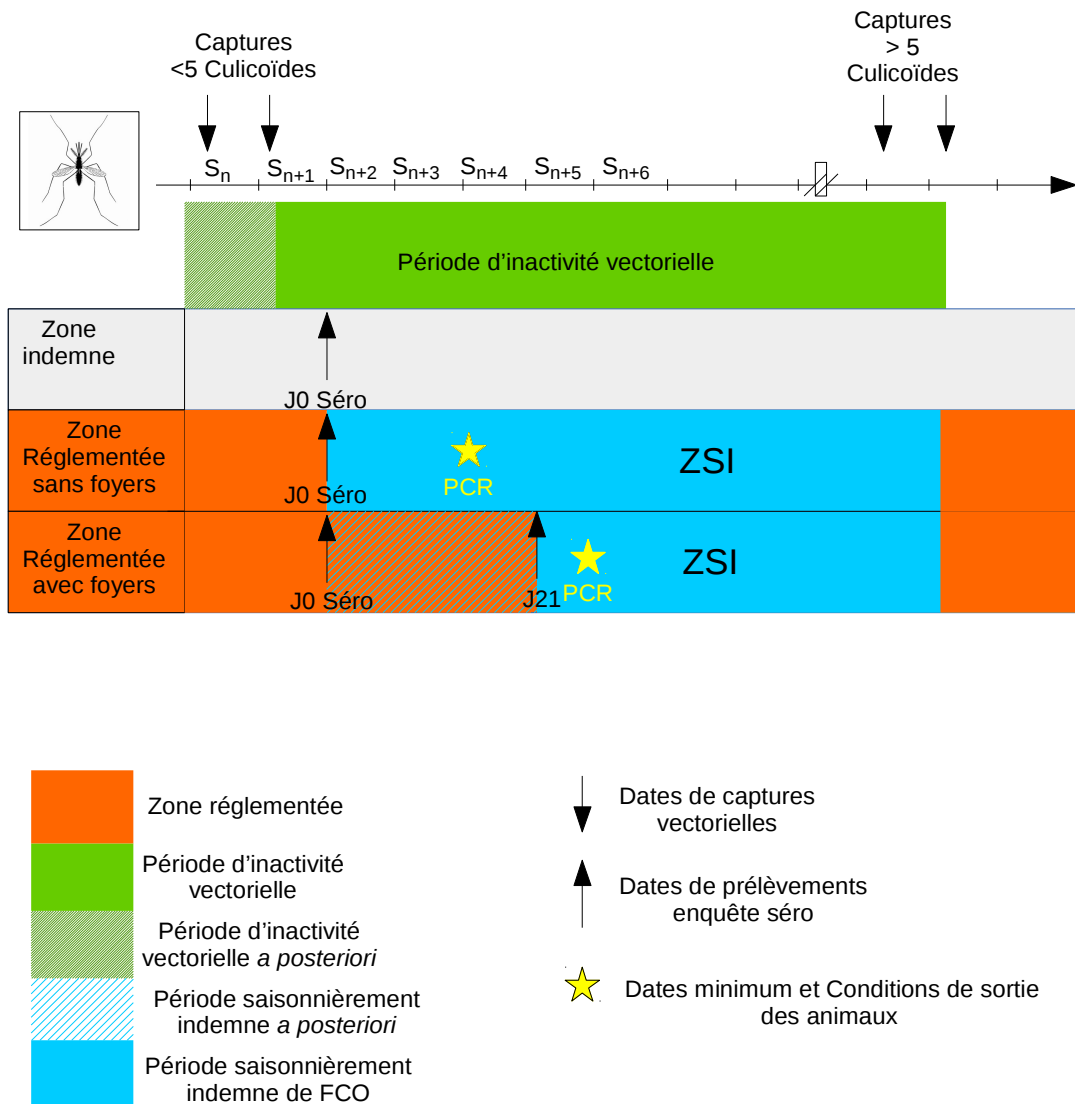 Captures
<5 Culicoïdes
Captures
> 5
Culicoïdes
Sn
Sn+1
Sn+2
Sn+3
Sn+4
Sn+5
Sn+6
Période d’inactivité vectorielle
Zone
indemne
J0 Séro
Zone
Réglementée
sans foyers
J0 Séro
PCR
ZSI
Zone
Réglementée
avec foyers
J0 Séro
J21
PCR
ZSI
Zone réglementée
Période d’inactivité
vectorielle
Période d’inactivité
vectorielle a posteriori
Période saisonnièrement
indemne a posteriori
Période saisonnièrement
indemne de FCO
Dates de captures
vectorielles
Dates de prélèvements
enquête séro
Dates minimum et Conditions de sortie
des animaux